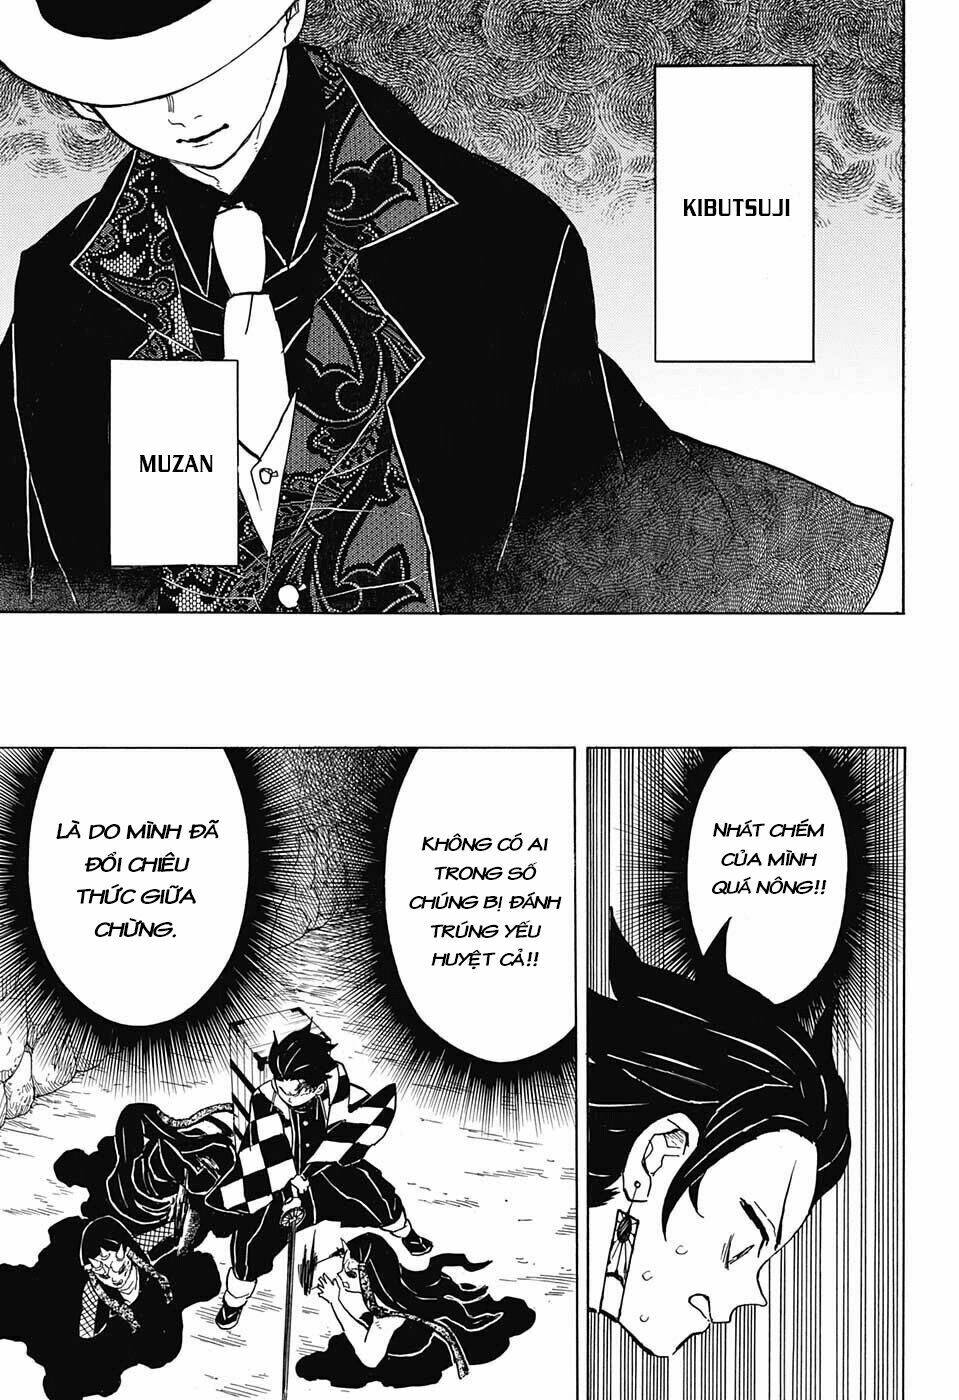 KIBUTSUJI
MUZAN
NHÁT CHÉM
CỦA MÌNH
QUÁ NÔNG!!
KHÔNG CÓ AI
TRONG SỐ
CHÚNG BỊ ĐÁNH
TRÚNG YẾU
HUYỆT CẢ!!
LÀ DO MÌNH ĐÃ
ĐỔI CHIÊU
THỨC GIỮA
CHỪNG.